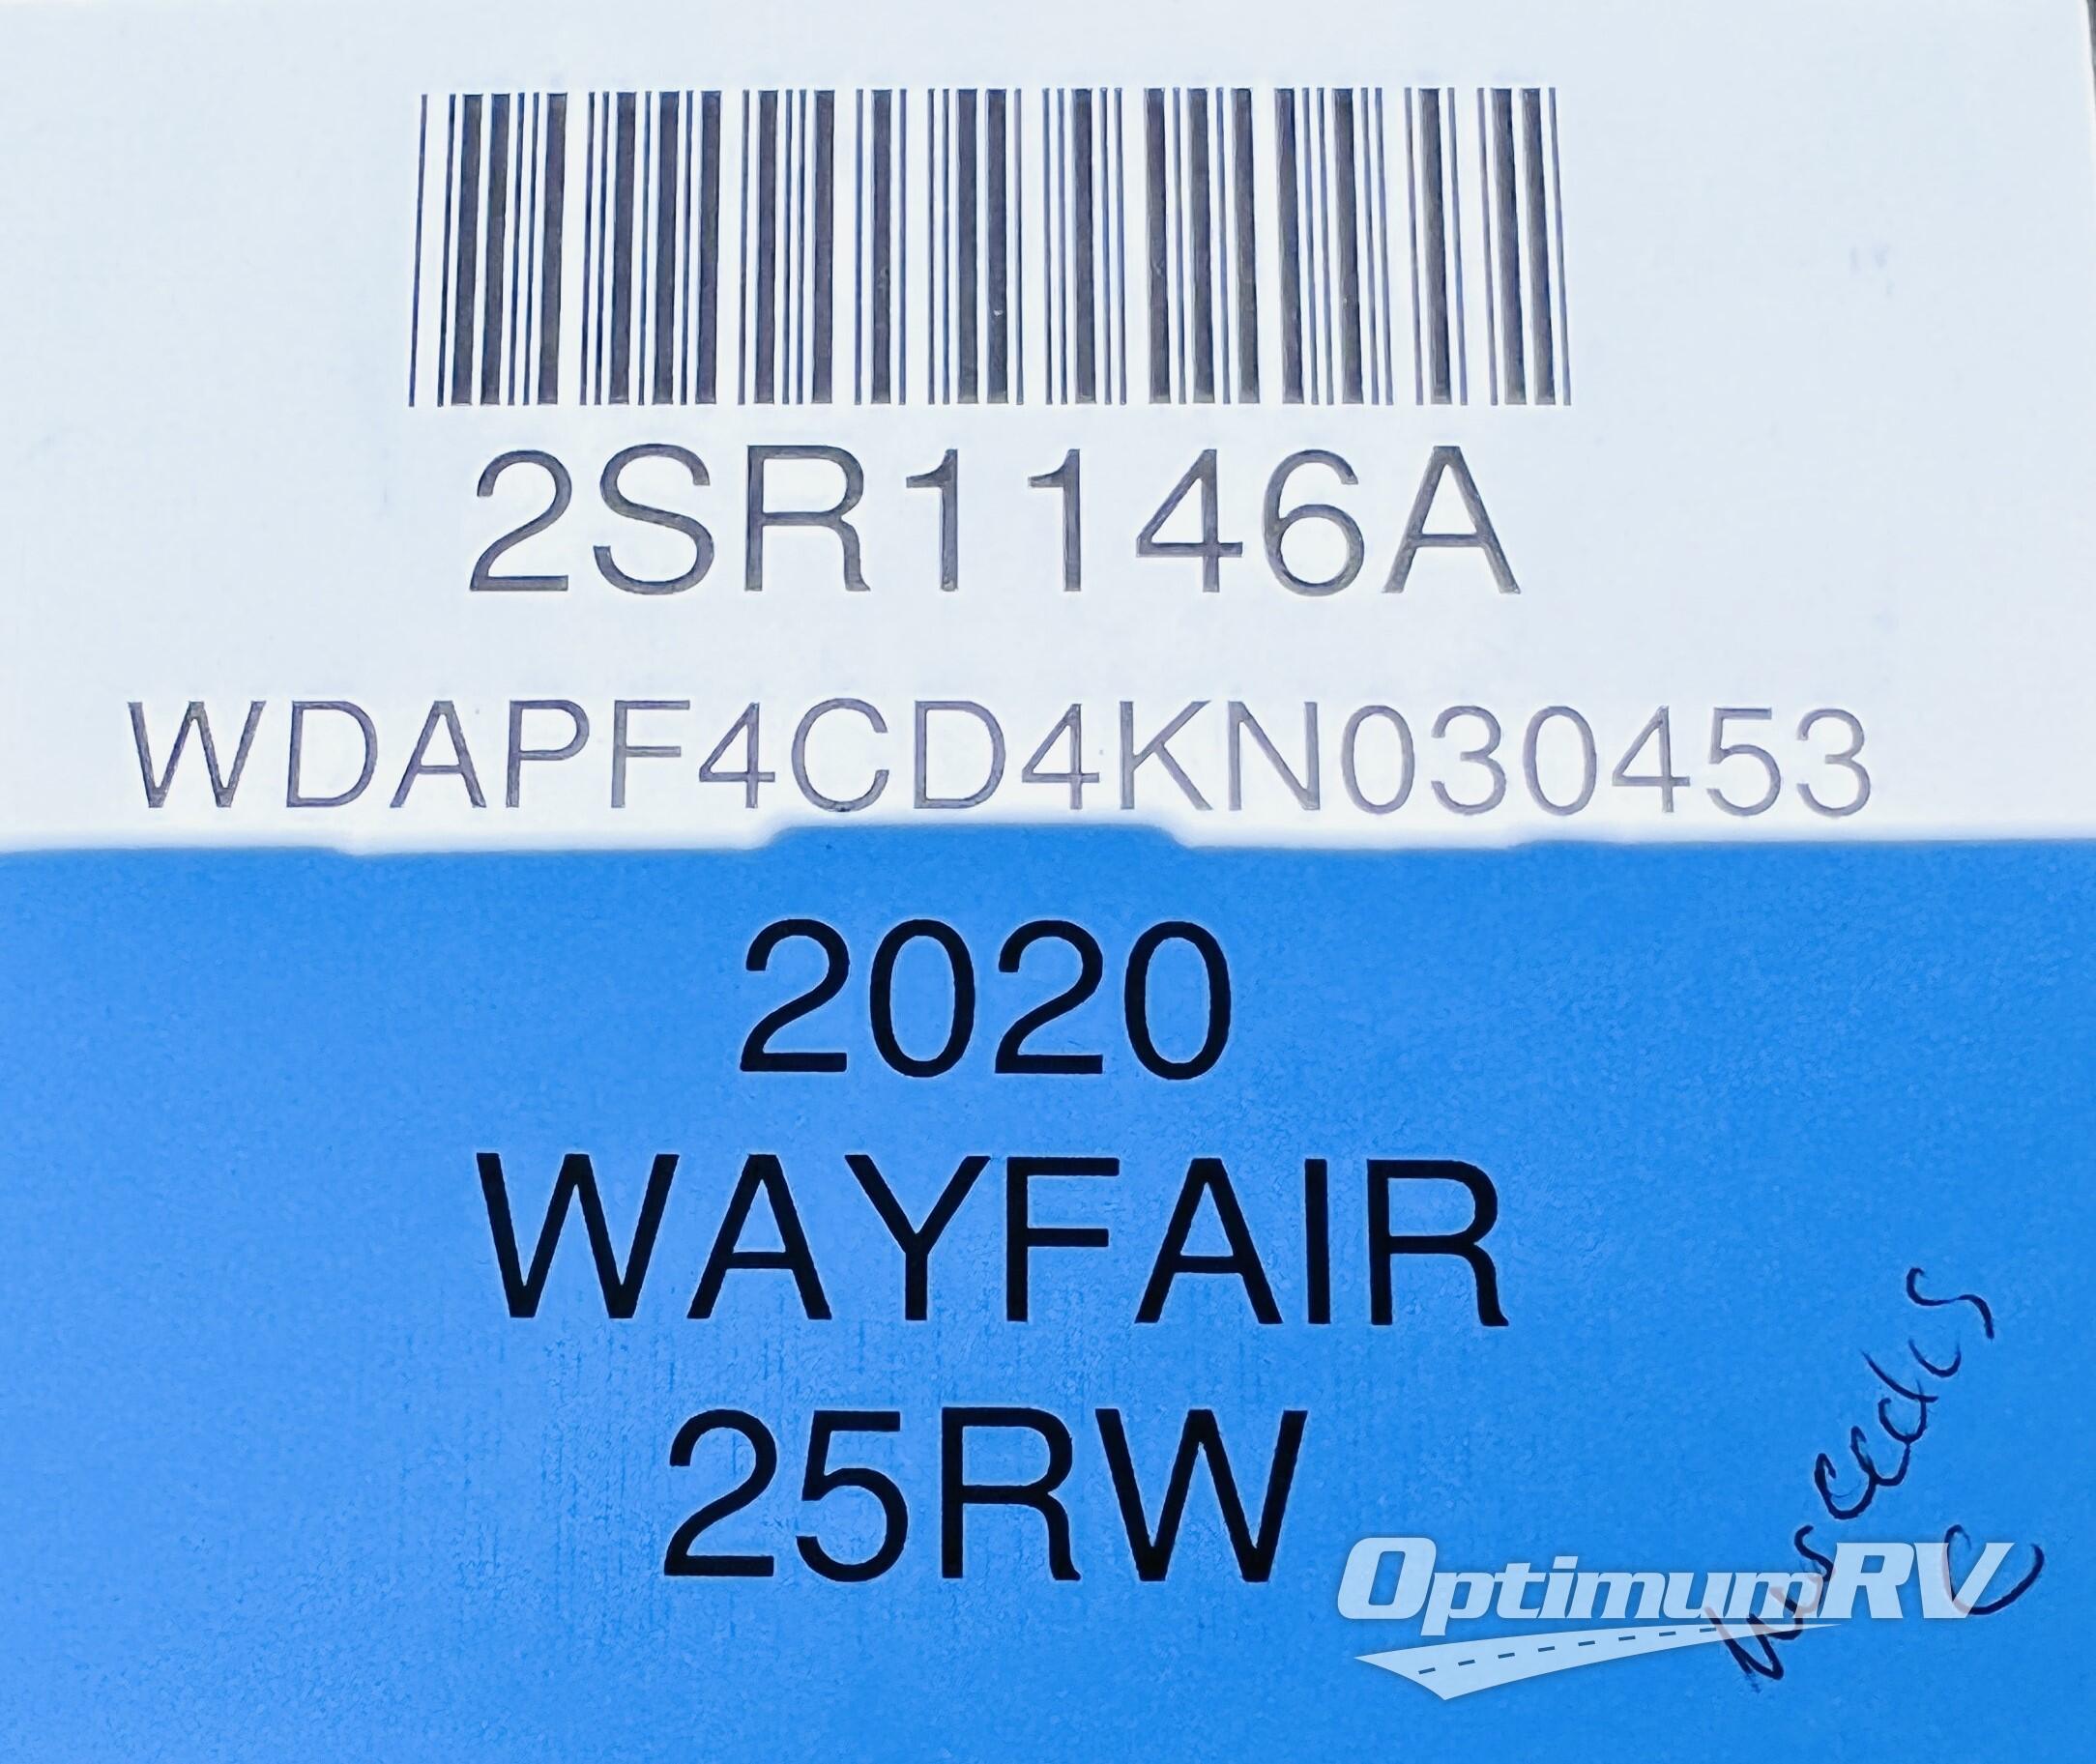 2SR1146A
WDAPF4CD4KN030453
2020
WAYFAIR
25RW
OptimumRV